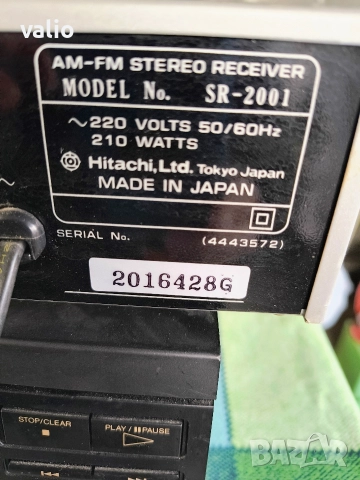 valio
AM-FM STEREO RECEIVER
MODEL No. SR-2001
~220 VOLTS 50/60Hz
210 WATTS
Hitachi, Ltd. Tokyo Japan
MADE IN JAPAN
SERIAL No. (4443572)
2016428G
STOP/CLEAR
PLAY/PAUSE
BAZAR